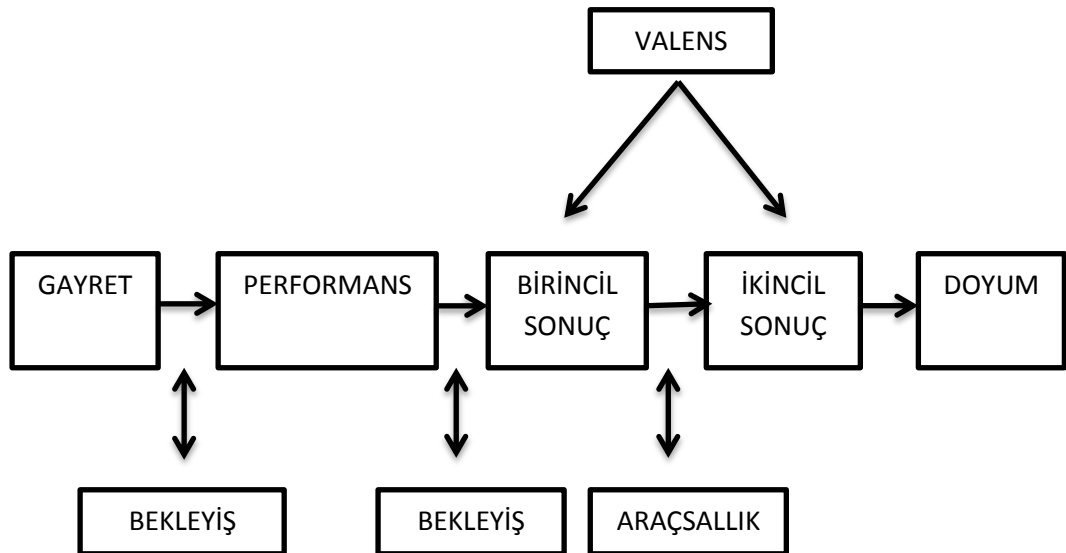 VALENS
GAYRET
PERFORMANS
BİRİNCİL
SONUÇ
İKİNCİL
SONUÇ
DOYUM
BEKLEYİŞ
BEKLEYİŞ
ARAÇSALLIK